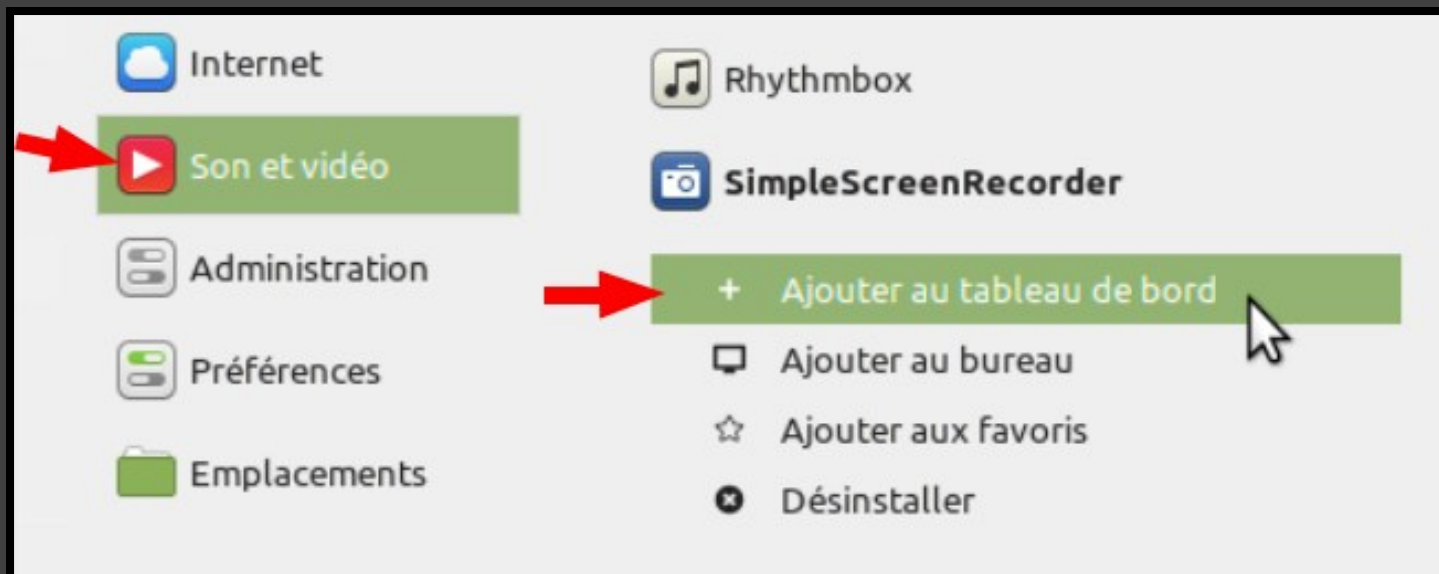 Internet
Son et vidéo
Administration
Préférences
Emplacements
Rhythmbox
SimpleScreenRecorder
Ajouter au tableau de bord
Ajouter au bureau
Ajouter aux favoris
Désinstaller